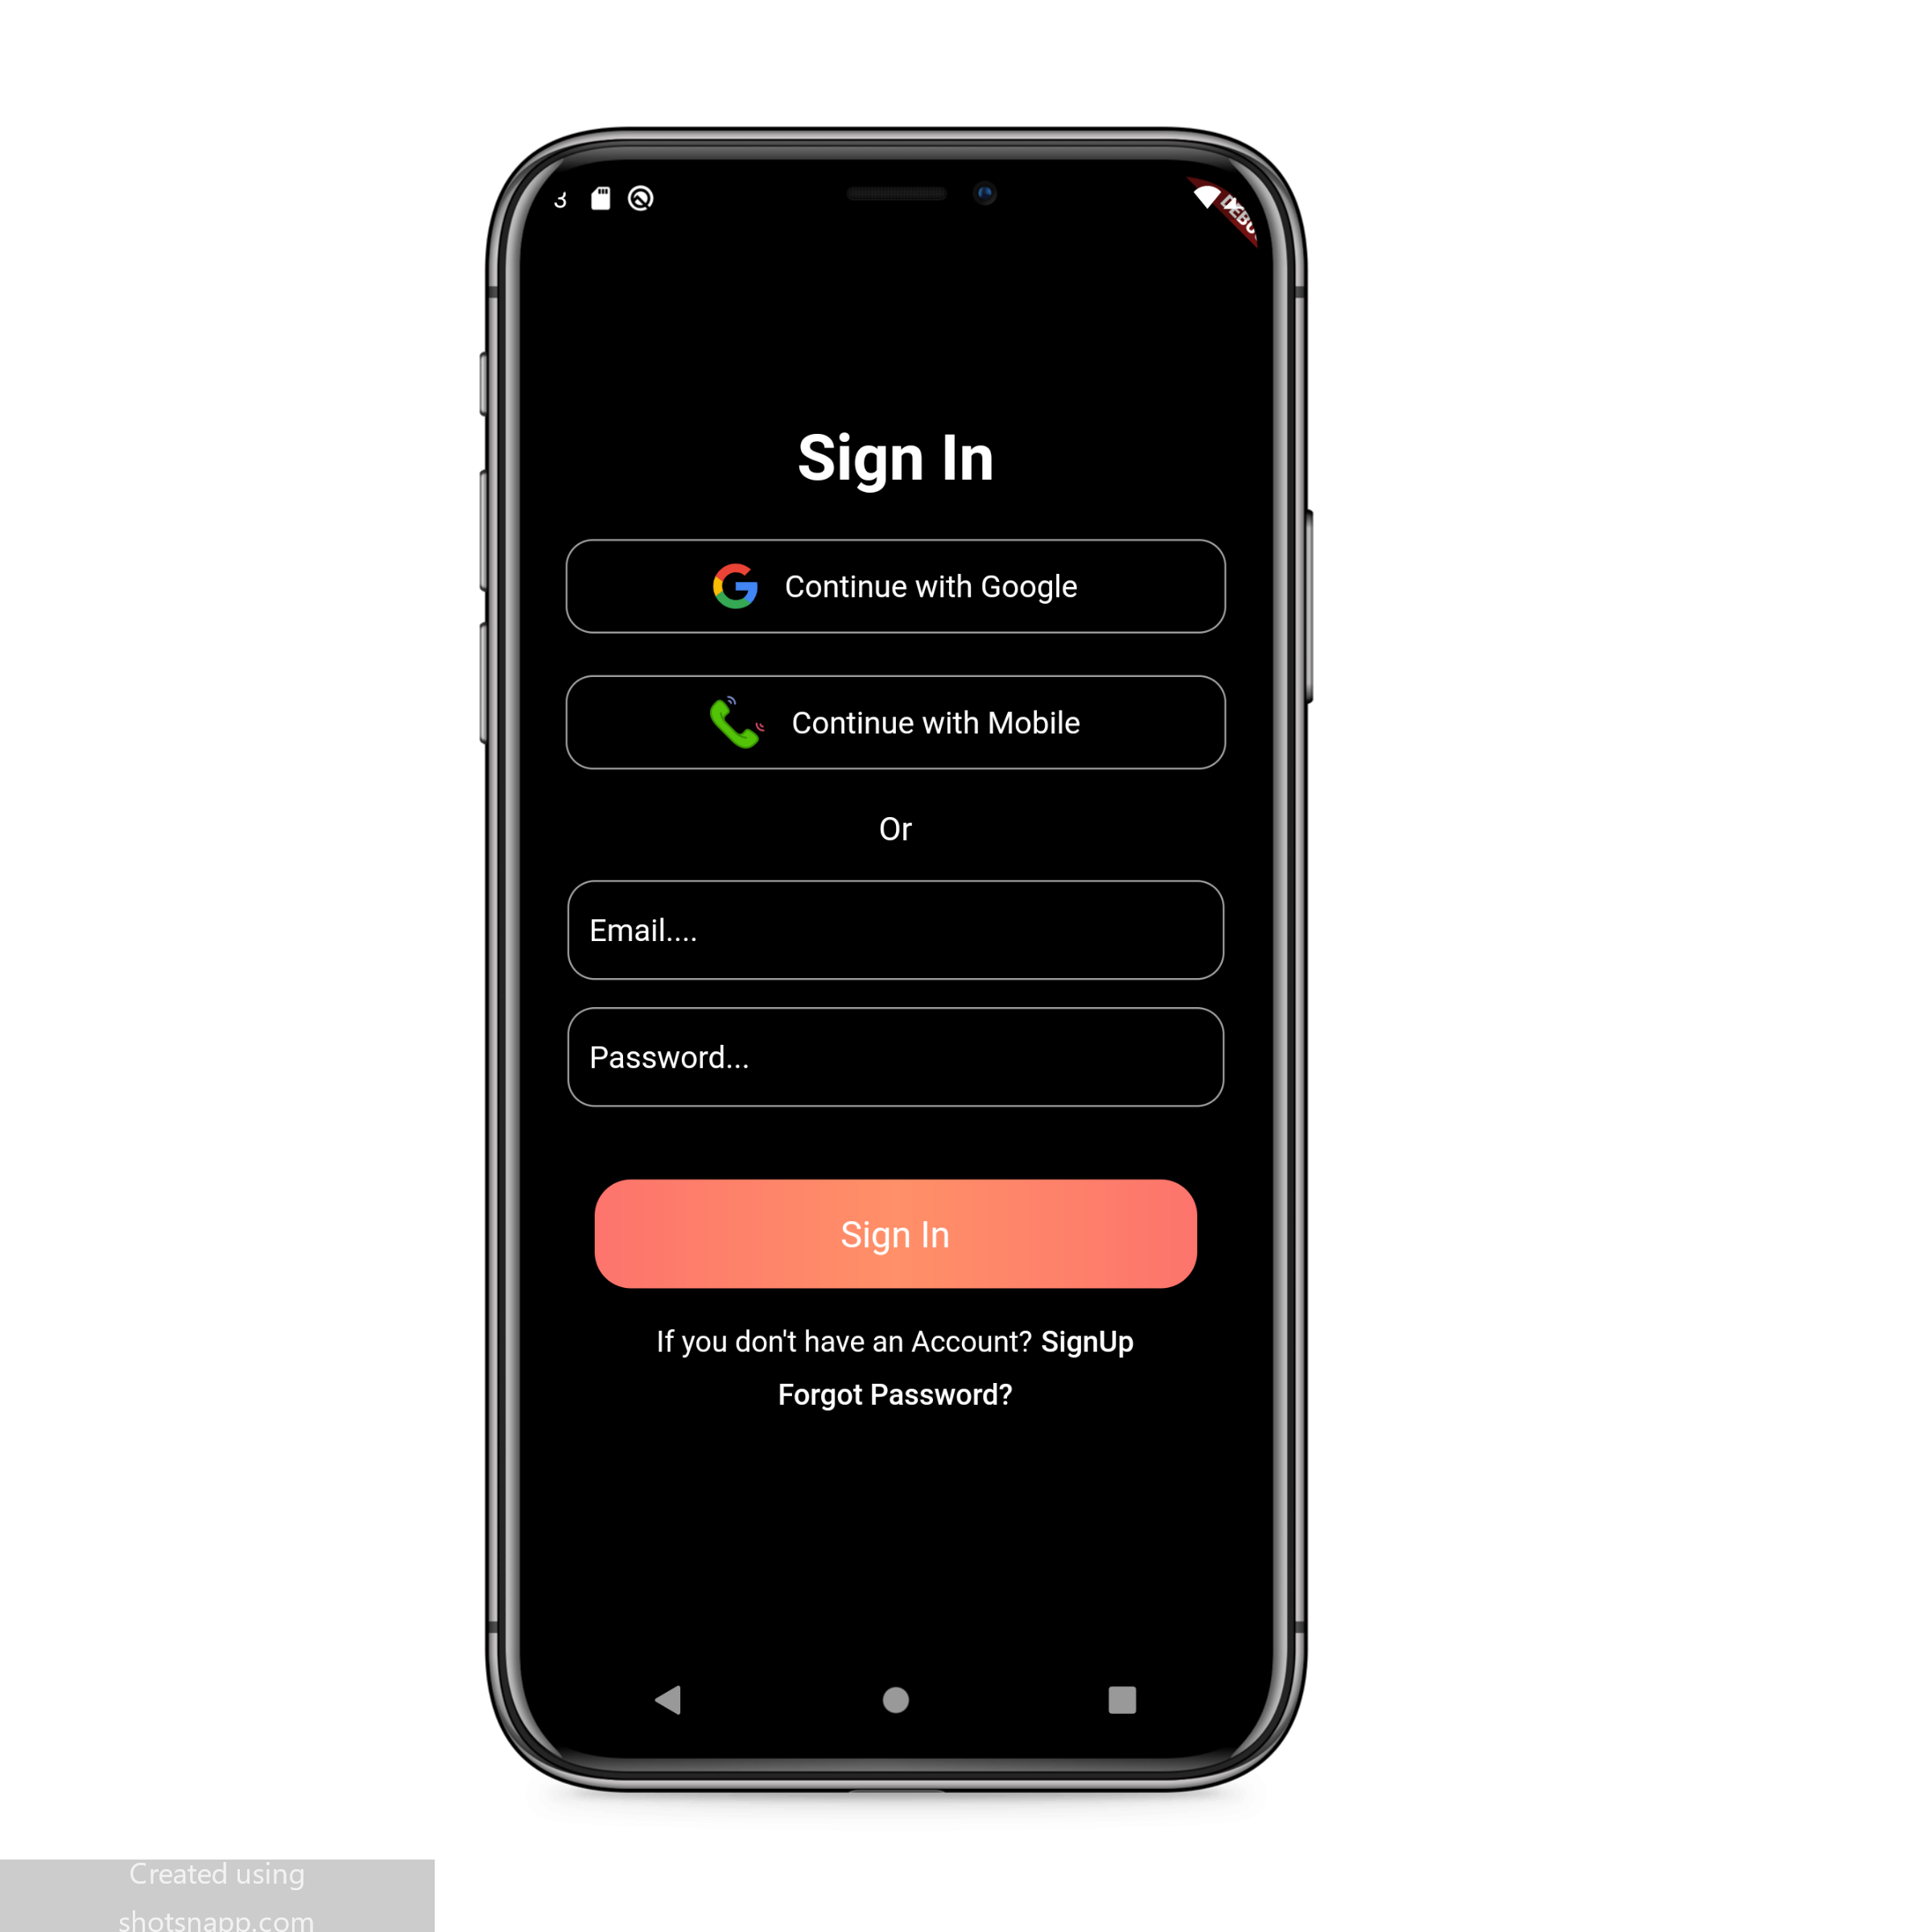 3
Sign In
Continue with Google
Continue with Mobile
Or
Email....
Password...
Sign In
If you don't have an Account? SignUp
Forgot Password?
Created using
shotsnapp.com